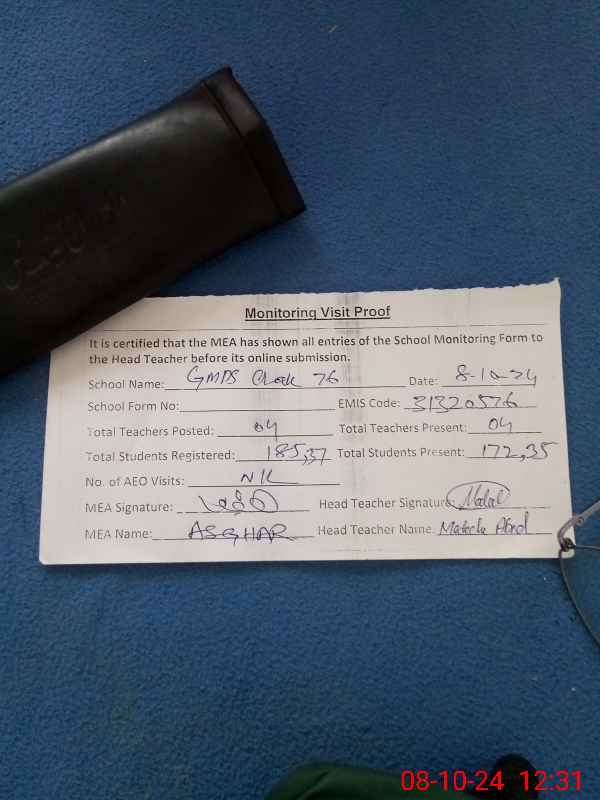 Monitoring Visit Proof
It is certified that the MEA has shown all entries of the School Monitoring Form to
the Head Teacher before its online submission.
School Name: GMPS Chak 76 Date: 8-10-24
School Form No: EMIS Code: 31320576
Total Teachers Posted: 04 Total Teachers Present: 04
Total Students Registered: 185,37 Total Students Present: 172,35
No. of AEO Visits: NIL
MEA Signature: Head Teacher Signature:
MEA Name: ASGHAR Head Teacher Name.
08-10-24 12:31